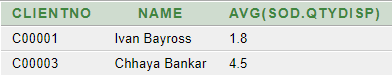 CLIENTNO NAME AVG(SOD.QTYDISP)
C00001 Ivan Bayross 1.8
C00003 Chhaya Bankar 4.5